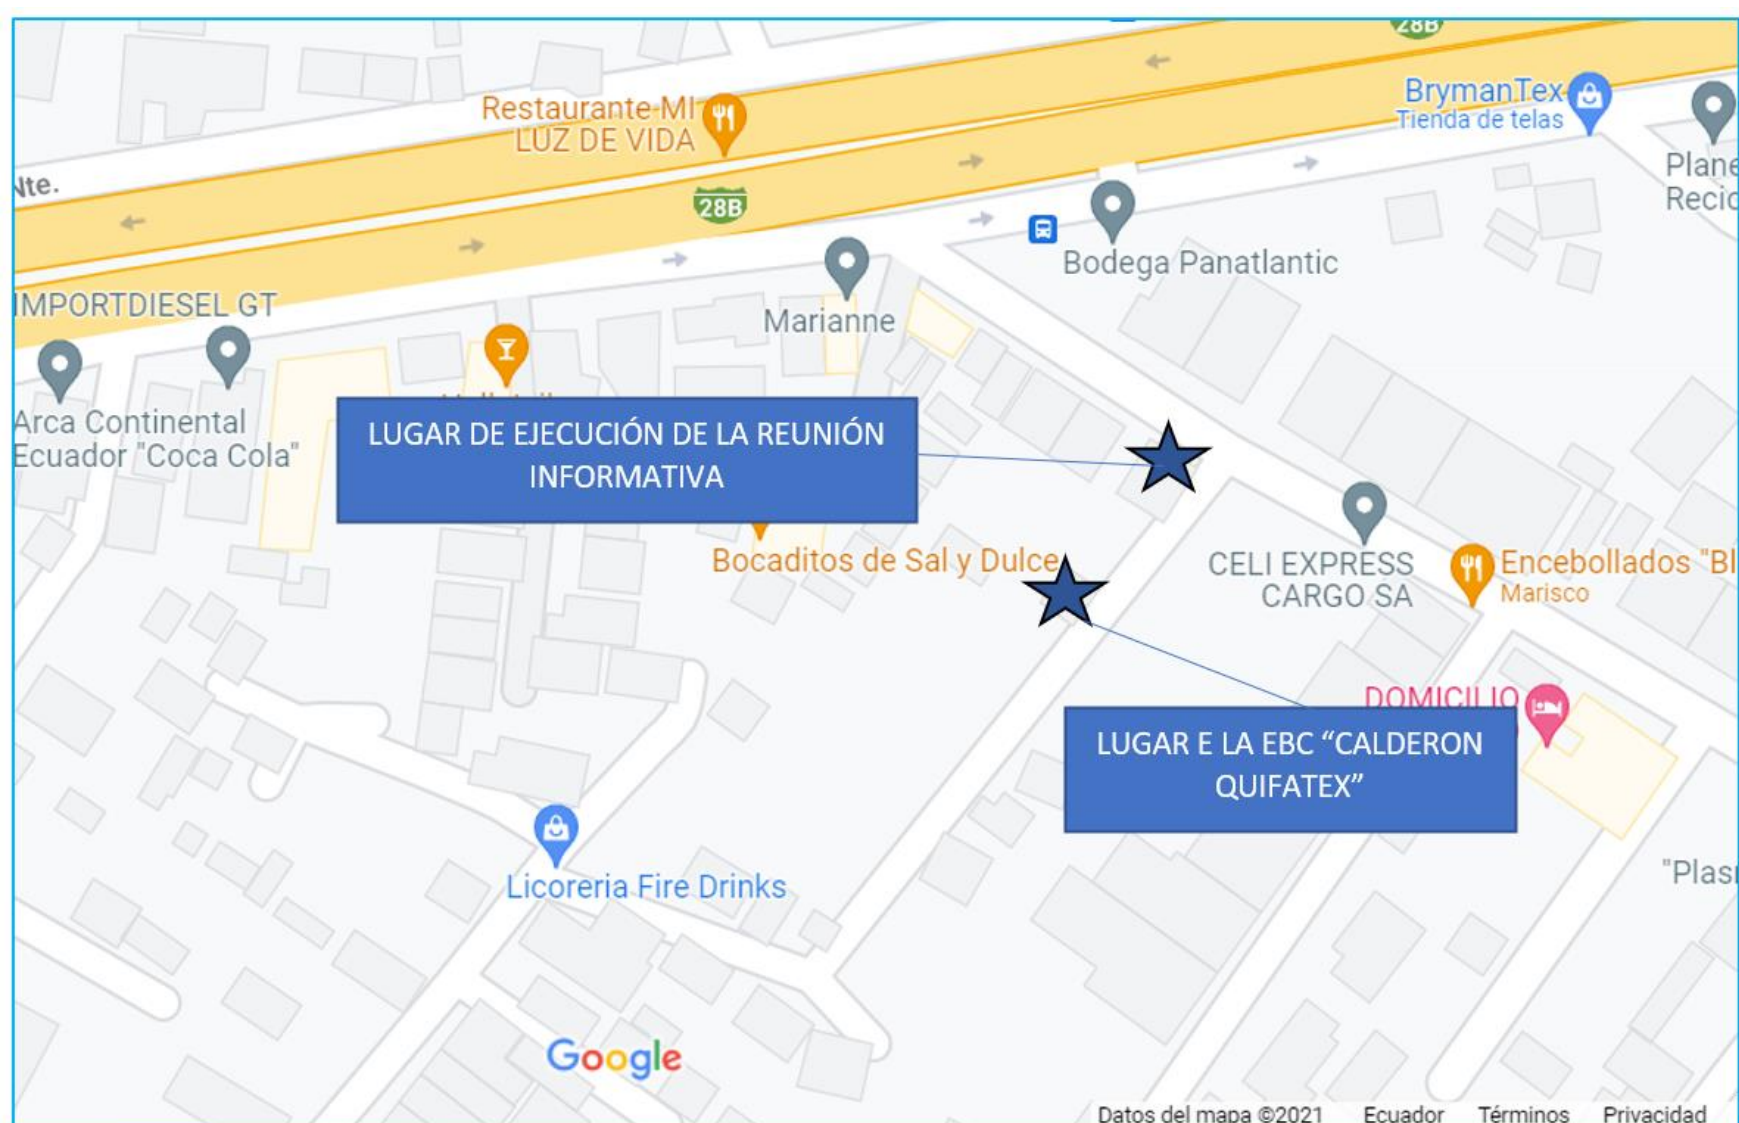 28B
Restaurante MI
LUZ DE VIDA
BrymanTex
Tienda de telas
Nte.
28B
Bodega Panatlantic
IMPORTDIESEL GT
Marianne
Arca Continental
Ecuador "Coca Cola"
LUGAR DE EJECUCIÓN DE LA REUNIÓN
INFORMATIVA
Bocaditos de Sal y Dulce
CELI EXPRESS
CARGO SA
Encebollados "Bl
Marisco
DOMICILIO
LUGAR E LA EBC “CALDERON
QUIFATEX”
Licoreria Fire Drinks
Google
Datos del mapa ©2021 Ecuador Términos Privacidad